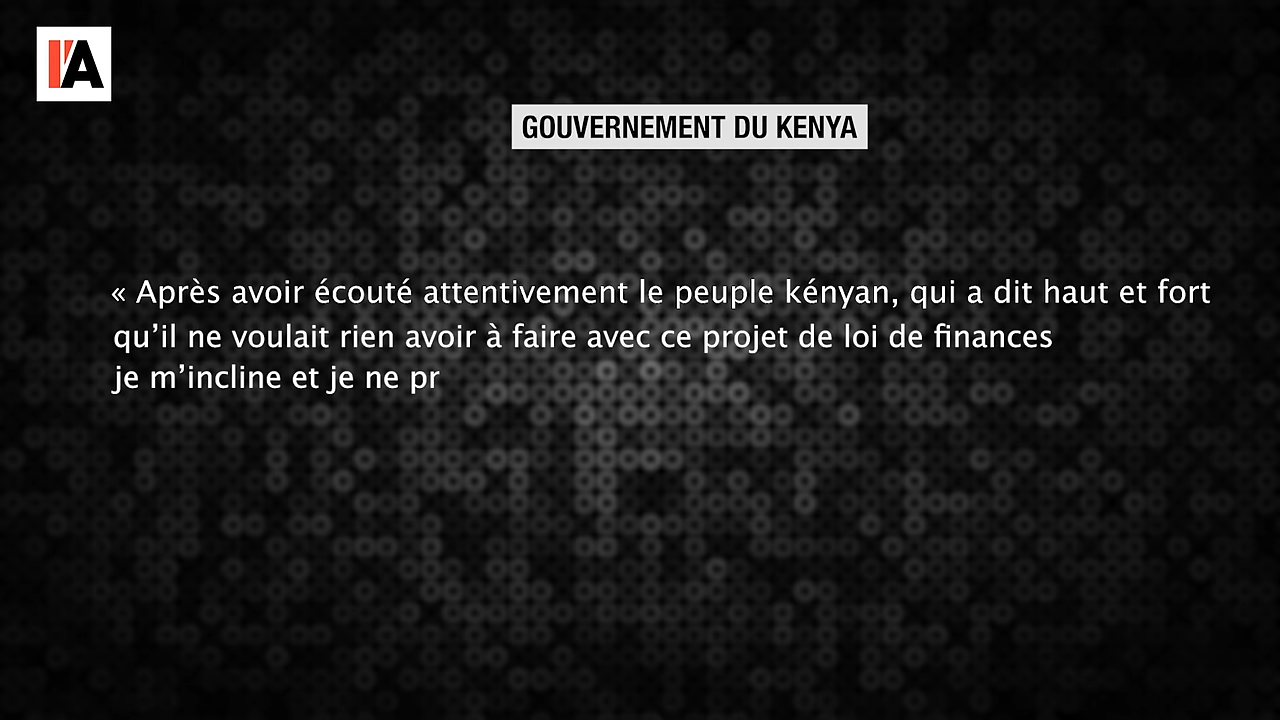 I'A
GOUVERNEMENT DU KENYA
« Après avoir écouté attentivement le peuple kényan, qui a dit haut et fort
qu’il ne voulait rien avoir à faire avec ce projet de loi de finances
je m’incline et je ne pr